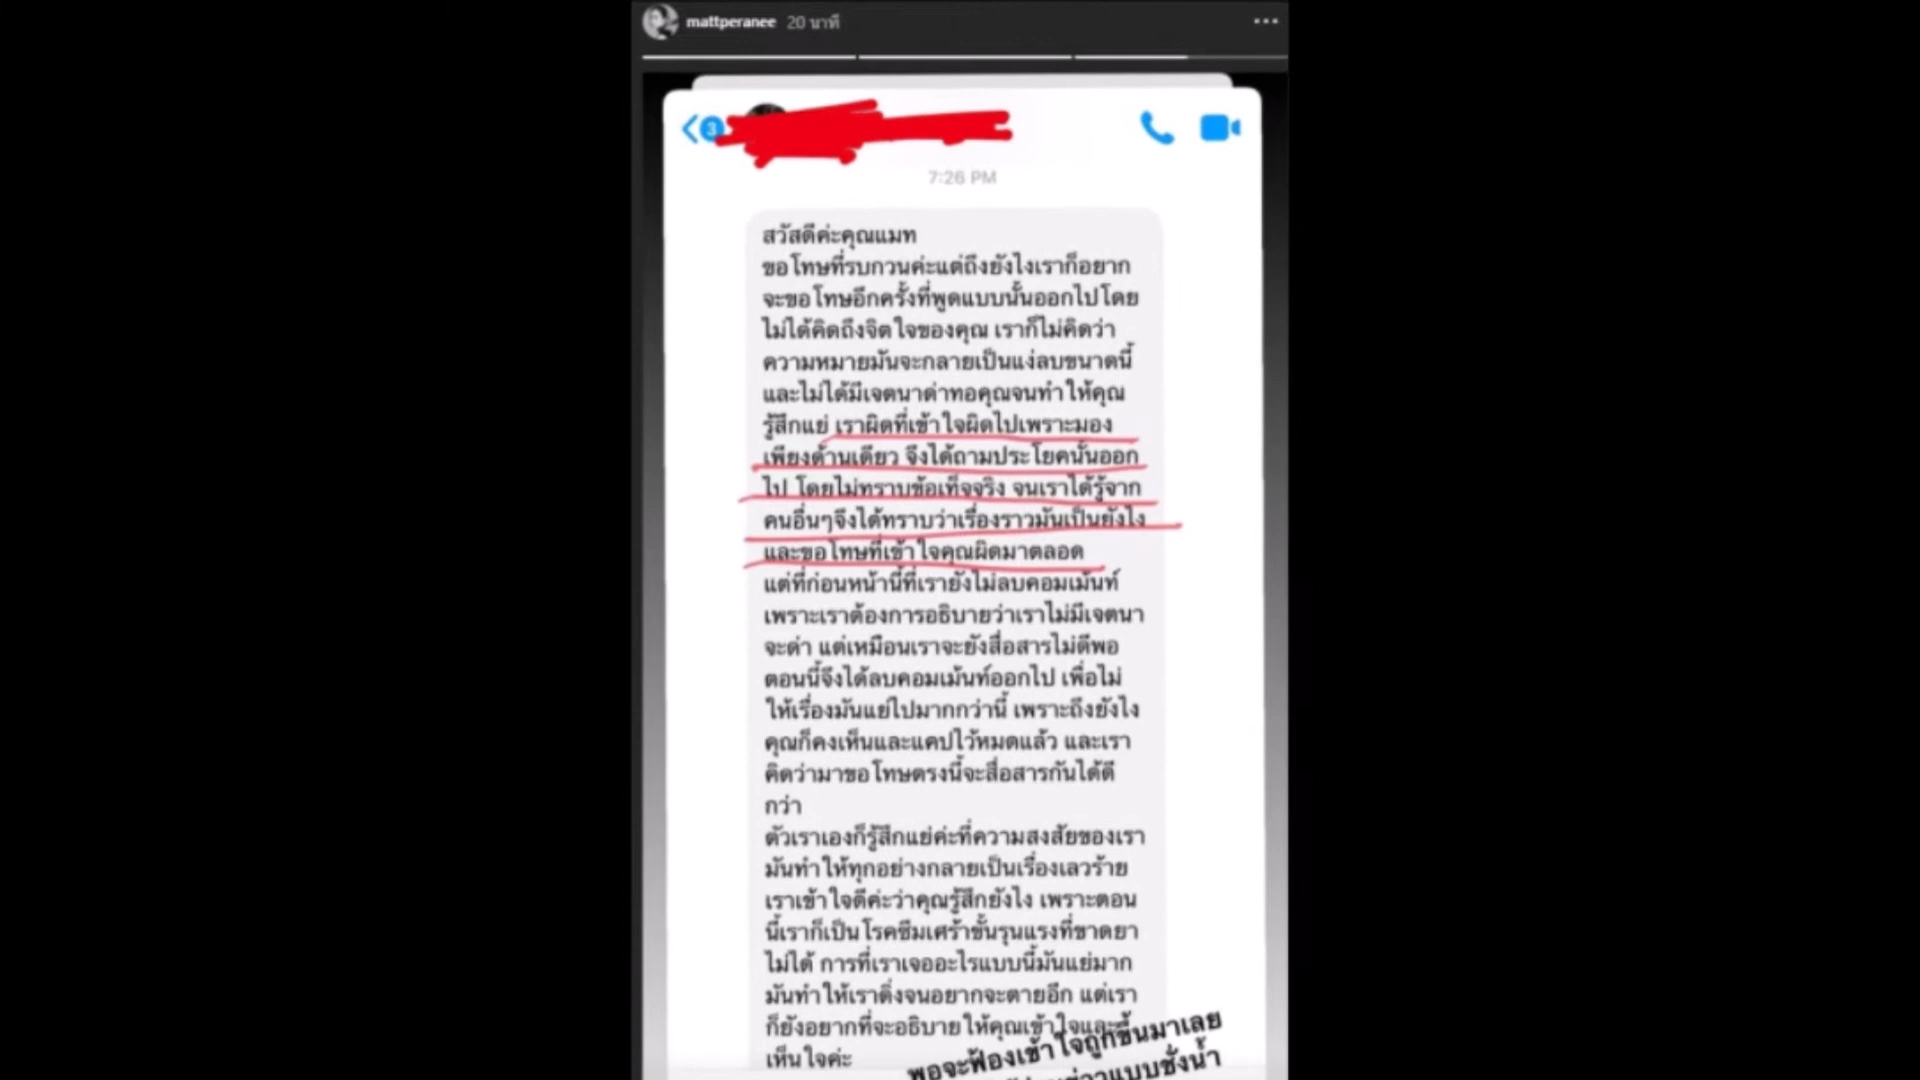 mattperanee 20 นาที
3
7:26 PM
สวัสดีค่ะคุณแมท
ขอโทษที่รบกวนค่ะแต่ถึงยังไงเราก็อยาก
จะขอโทษอีกครั้งที่พูดแบบนั้นออกไปโดย
ไม่ได้คิดถึงจิตใจของคุณ เราก็ไม่คิดว่า
ความหมายมันจะกลายเป็นแง่ลบขนาดนี้
และไม่ได้มีเจตนาด่าทอคุณจนทำให้คุณ
รู้สึกแย่ เราผิดที่เข้าใจผิดไปเพราะมอง
เพียงด้านเดียว จึงได้ถามประโยคนั้นออก
ไป โดยไม่ทราบข้อเท็จจริง จนเราได้รู้จาก
คนอื่นๆจึงได้ทราบว่าเรื่องราวมันเป็นยังไง
และขอโทษที่เข้าใจคุณผิดมาตลอด
แต่ที่ก่อนหน้านี้ที่เรายังไม่ลบคอมเม้นท์
เพราะเราต้องการอธิบายว่าเราไม่มีเจตนา
จะด่า แต่เหมือนเราจะยังสื่อสารไม่ดีพอ
ตอนนี้จึงได้ลบคอมเม้นท์ออกไป เพื่อไม่
ให้เรื่องมันแย่ไปมากกว่านี้ เพราะถึงยังไง
คุณก็คงเห็นและแคปไว้หมดแล้ว และเรา
คิดว่ามาขอโทษตรงนี้จะสื่อสารกันได้ดี
กว่า
ตัวเราเองก็รู้สึกแย่ค่ะที่ความสงสัยของเรา
มันทำให้ทุกอย่างกลายเป็นเรื่องเลวร้าย
เราเข้าใจดีค่ะว่าคุณรู้สึกยังไง เพราะตอน
นี้เราก็เป็นโรคซึมเศร้าขั้นรุนแรงที่ขาดยา
ไม่ได้ การที่เราเจออะไรแบบนี้มันแย่มาก
มันทำให้เราดิ่งจนอยากจะตายอีก แต่เรา
ก็ยังอยากที่จะอธิบายให้คุณเข้าใจและ
เห็นใจค่ะ
พอจะฟ้องเข้าใจถูกขึ้นมาเลย